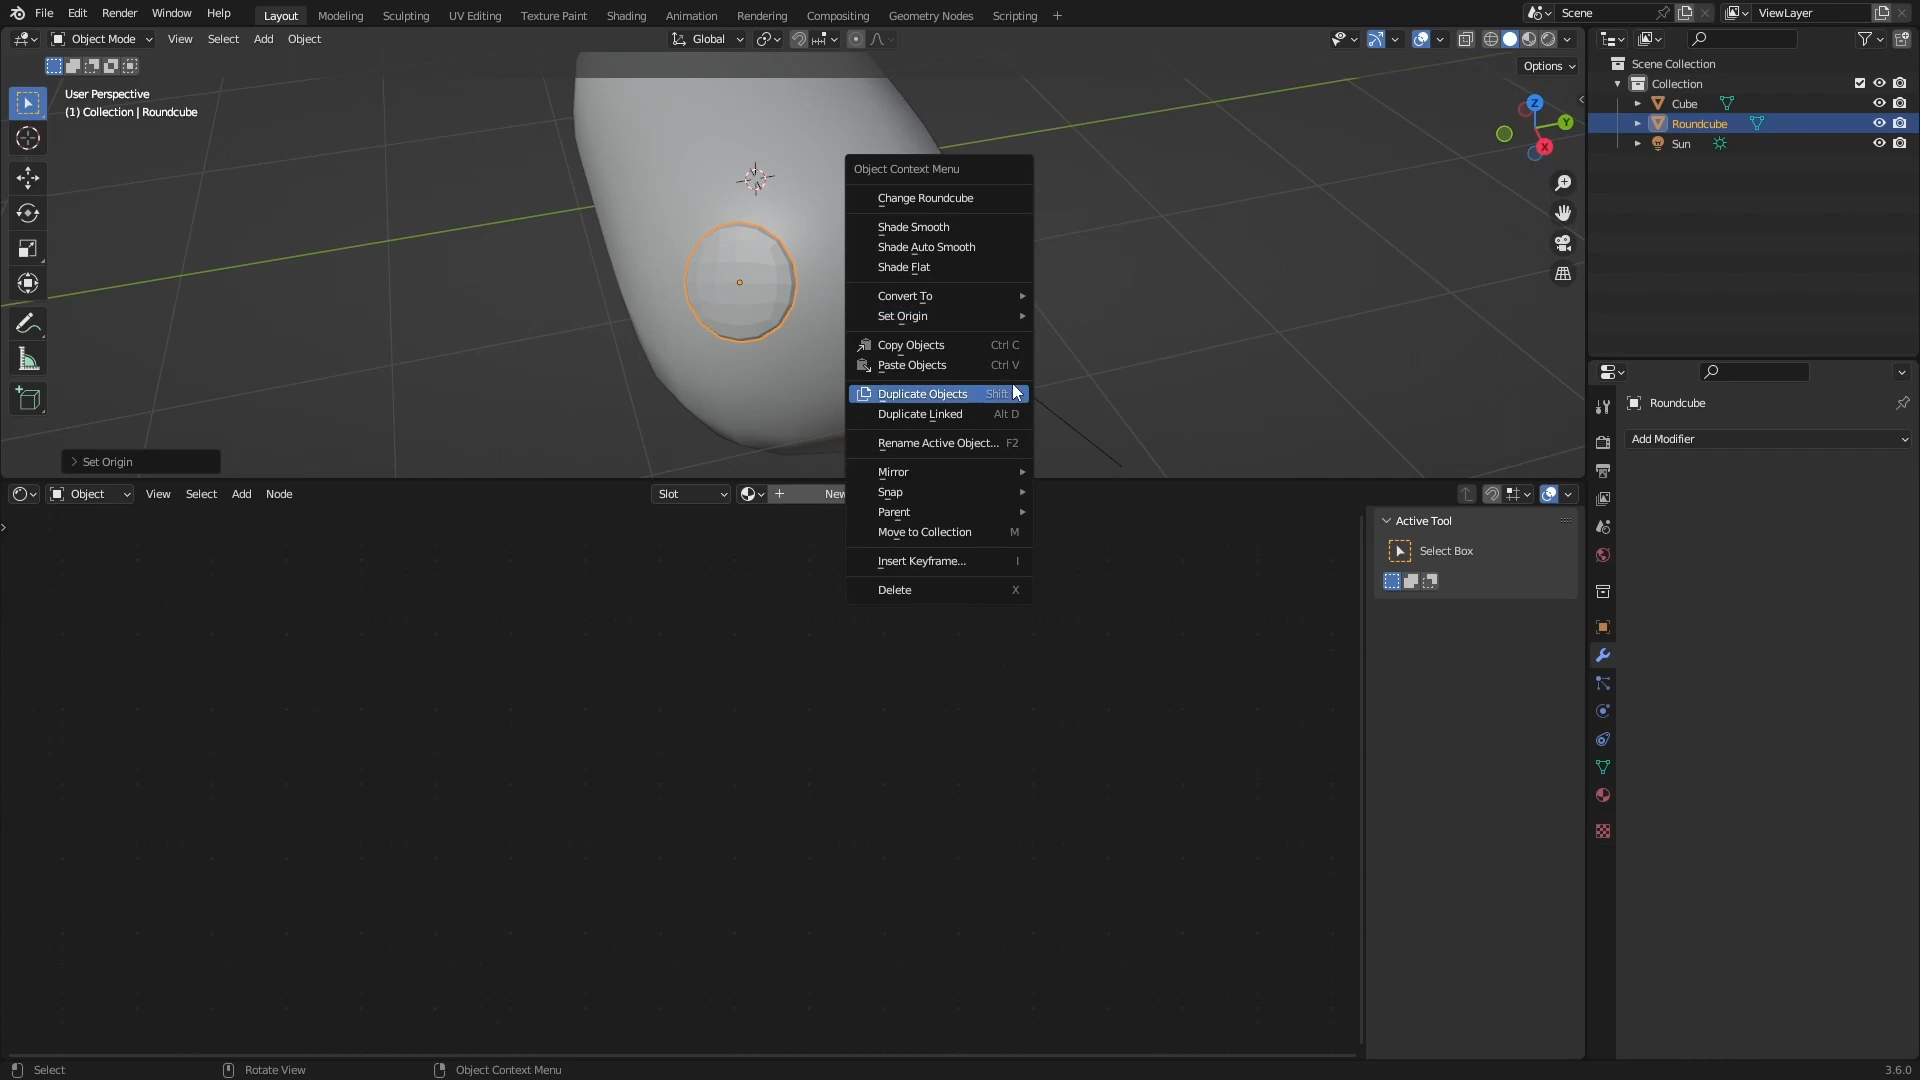 File Edit Render Window Help Layout Modeling Sculpting UV Editing Texture Paint Shading Animation Rendering Compositing Geometry Nodes Scripting + Scene ViewLayer
Object Mode View Select Add Object Global
Options
User Perspective
(1) Collection | Roundcube
Z
Y
X
Scene Collection
Collection
Cube
Roundcube
Sun
Object Context Menu
Change Roundcube
Shade Smooth
Shade Auto Smooth
Shade Flat
Convert To
Set Origin
Copy Objects Ctrl C
Paste Objects Ctrl V
Duplicate Objects Shift
Duplicate Linked Alt D
Rename Active Object... F2
Mirror
Snap
Parent
Move to Collection M
Insert Keyframe... I
Delete X
> Set Origin
Roundcube
Add Modifier
Object View Select Add Node Slot New
Active Tool
Select Box
Select Rotate View Object Context Menu 3.6.0